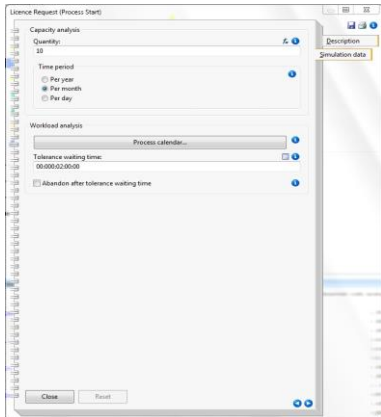 Licence Request (Process Start)
Capacity analysis
Quantity:
10
Time period
Per year
Per month
Per day
Workload analysis
Process calendar...
Tolerance waiting time:
00:000:02:00:00
Abandon after tolerance waiting time
Close
Reset
Description
Simulation data